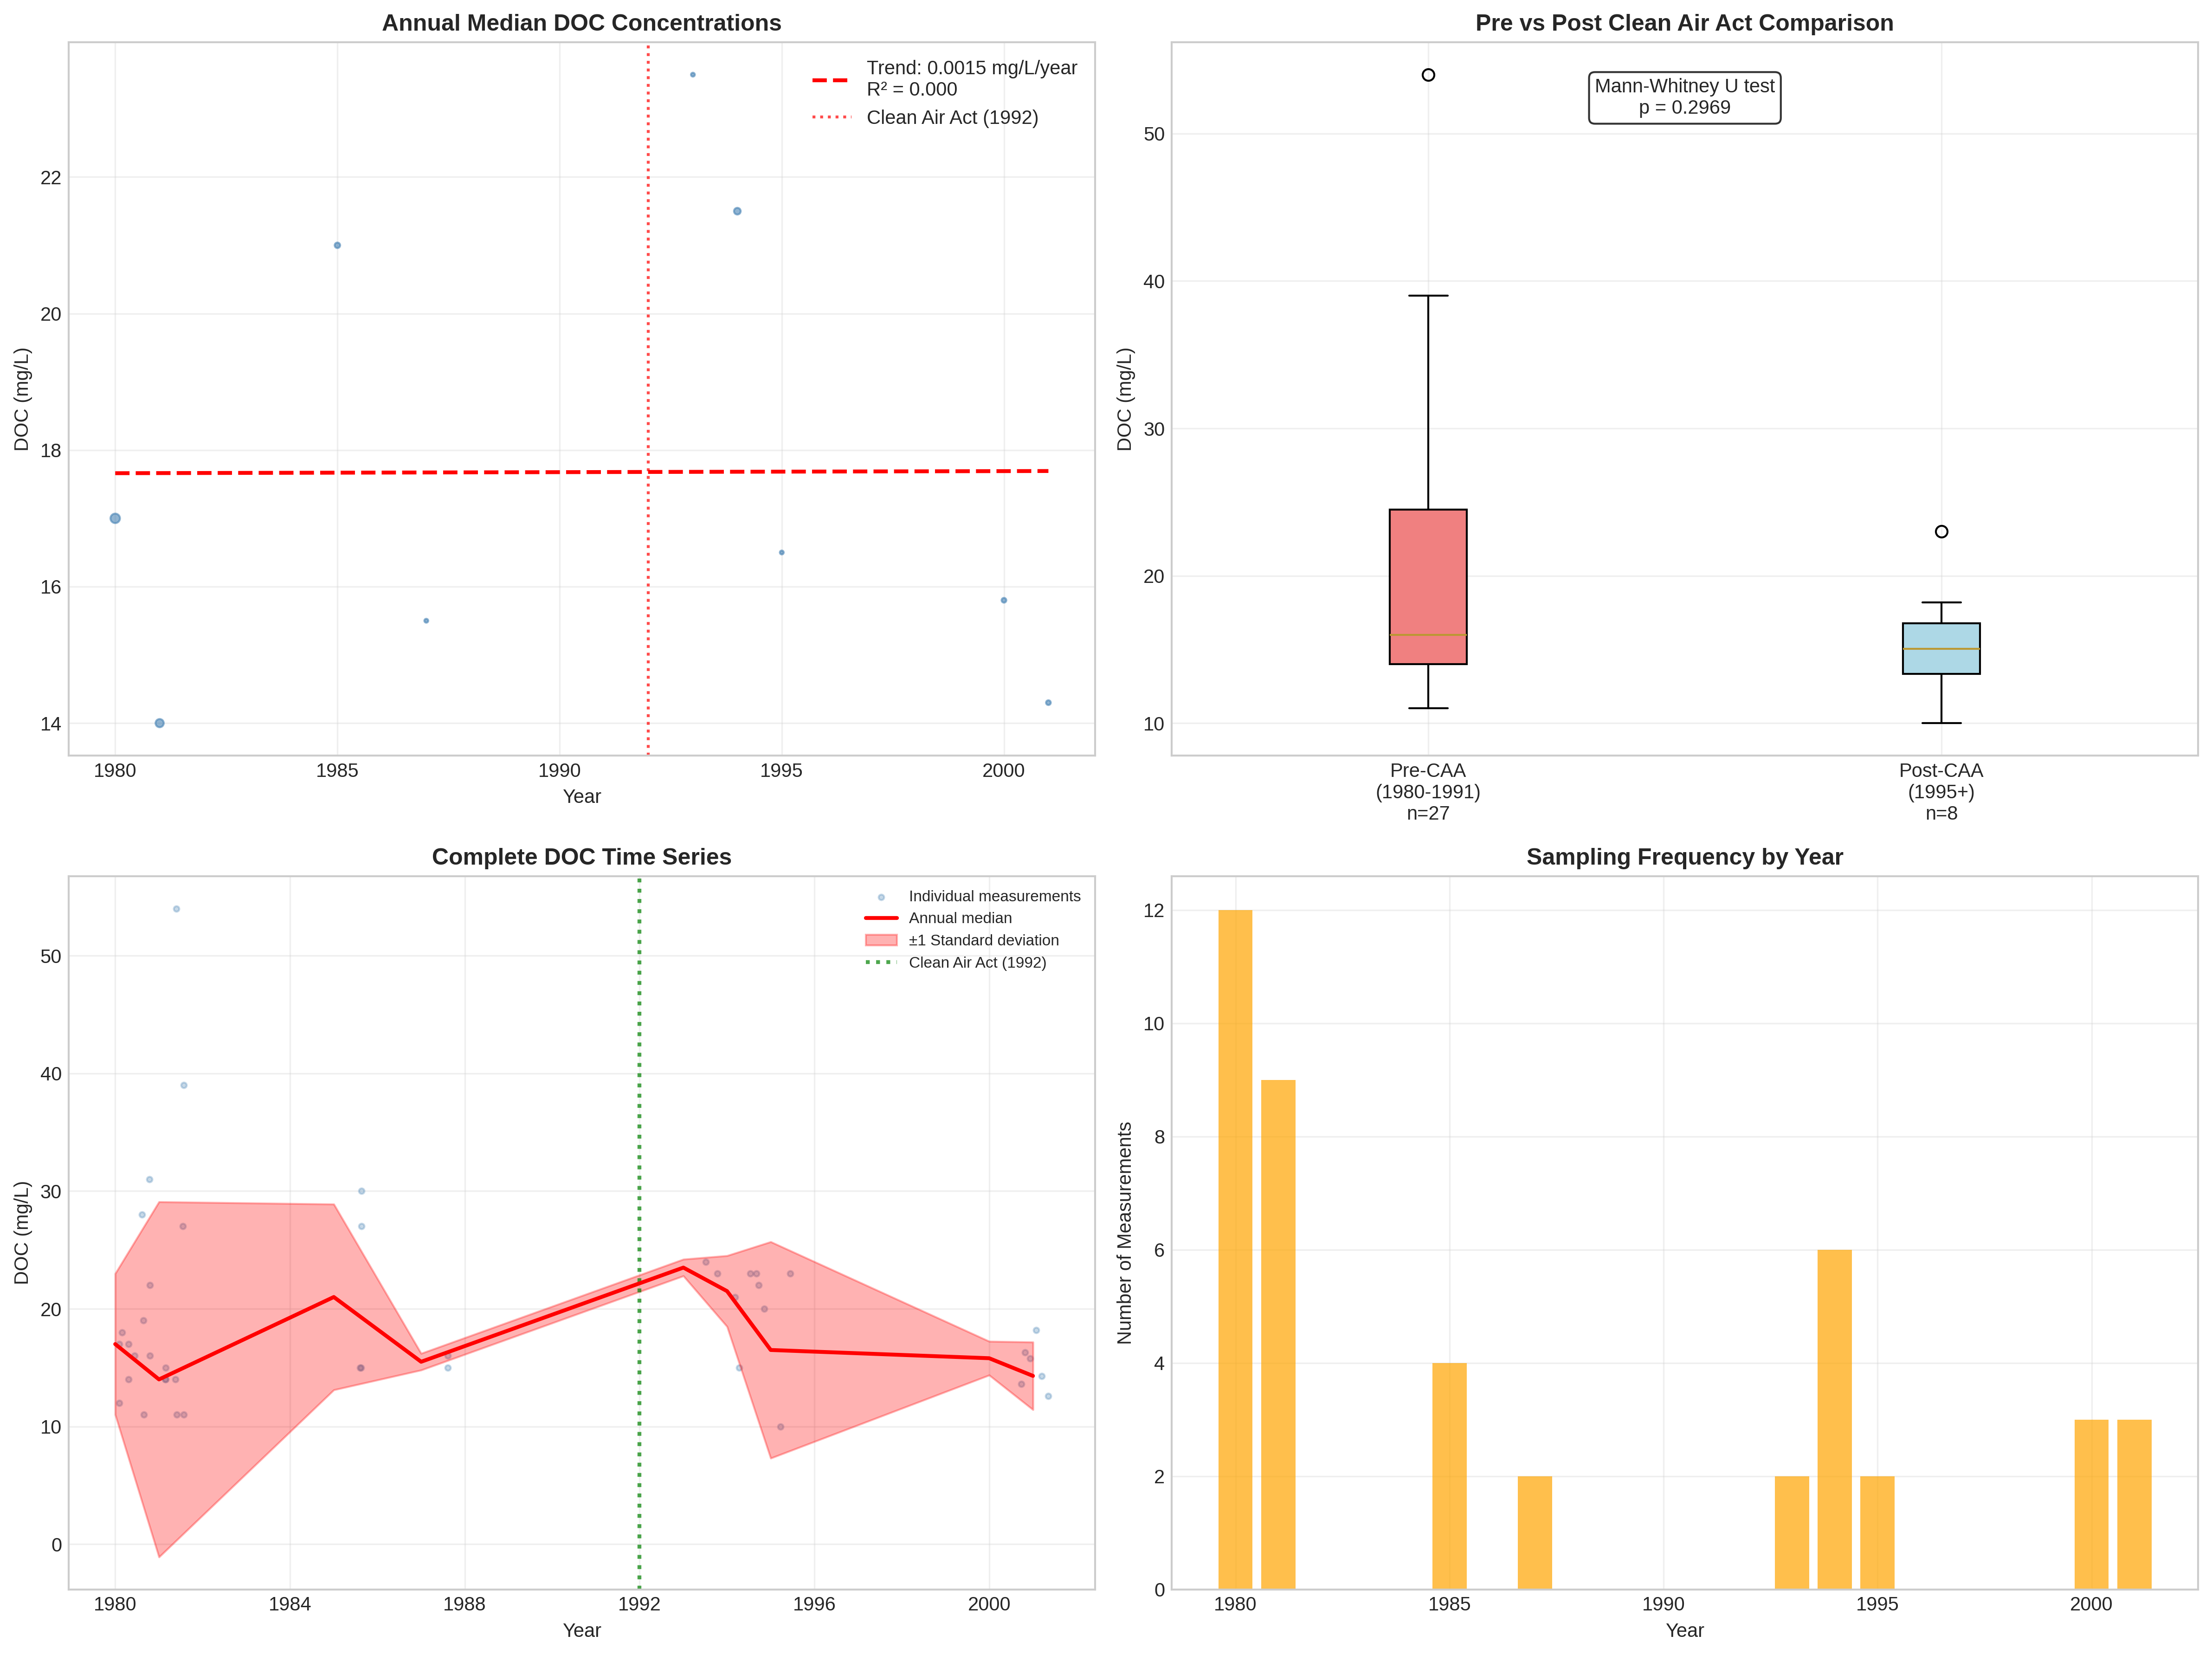 Annual Median DOC Concentrations
Trend: 0.0015 mg/L/year
R² = 0.000
Clean Air Act (1992)
DOC (mg/L)
22
20
18
16
14
1980
1985
1990
1995
2000
Year
Pre vs Post Clean Air Act Comparison
Mann-Whitney U test
p = 0.2969
DOC (mg/L)
50
40
30
20
10
Pre-CAA
(1980-1991)
n=27
Post-CAA
(1995+)
n=8
Complete DOC Time Series
Individual measurements
Annual median
±1 Standard deviation
Clean Air Act (1992)
DOC (mg/L)
50
40
30
20
10
0
1980
1984
1988
1992
1996
2000
Year
Sampling Frequency by Year
Number of Measurements
12
10
8
6
4
2
0
1980
1985
1990
1995
2000
Year